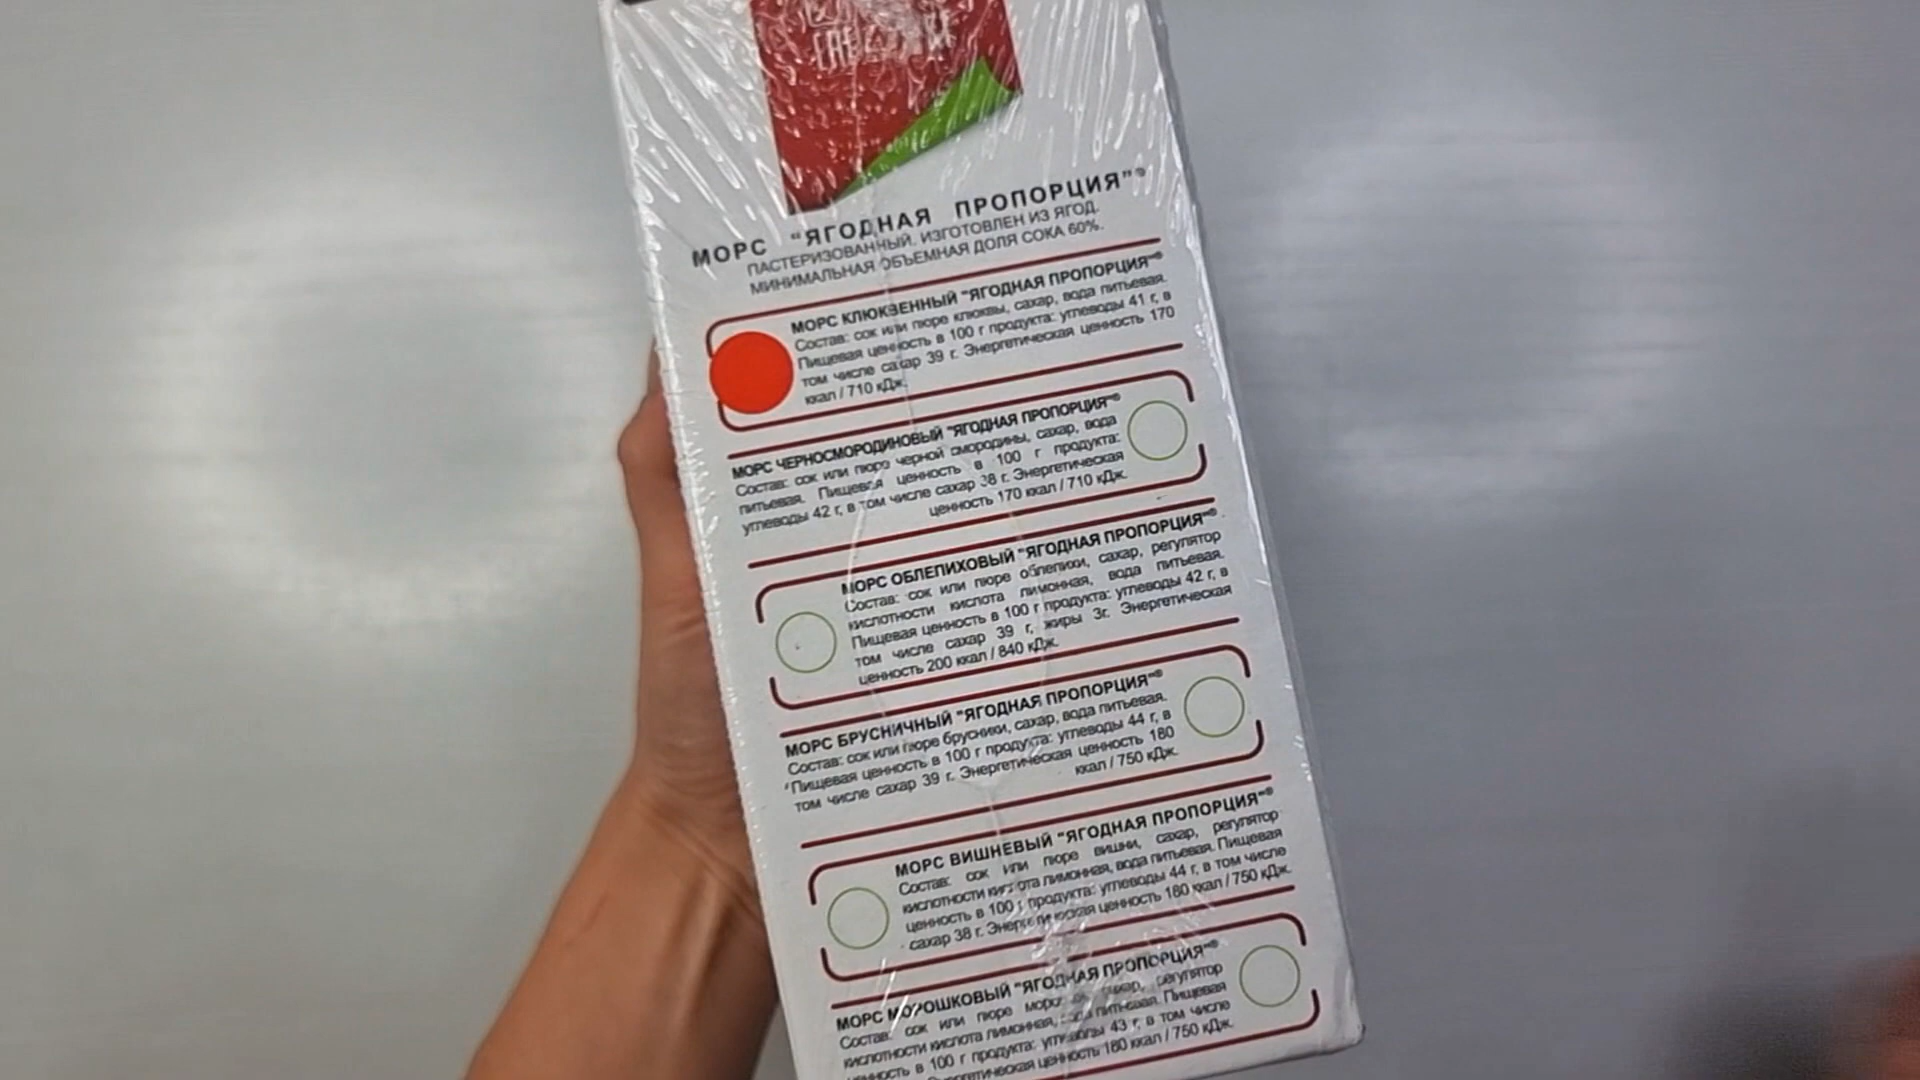 ЕАС
МОРС "ЯГОДНАЯ ПРОПОРЦИЯ"®
ПАСТЕРИЗОВАННЫЙ. ИЗГОТОВЛЕН ИЗ ЯГОД.
МИНИМАЛЬНАЯ ОБЪЕМНАЯ ДОЛЯ СОКА 60%.
МОРС КЛЮКВЕННЫЙ "ЯГОДНАЯ ПРОПОРЦИЯ"®
Состав: сок или пюре клюквы, сахар, вода питьевая.
Пищевая ценность в 100 г продукта: углеводы 41 г, в
том числе сахар 39 г. Энергетическая ценность 170
ккал / 710 кДж.
МОРС ЧЕРНОСМОРОДИНОВЫЙ "ЯГОДНАЯ ПРОПОРЦИЯ"®
Состав: сок или пюре черной смородины, сахар, вода
питьевая. Пищевая ценность в 100 г продукта:
углеводы 42 г, в том числе сахар 38 г. Энергетическая
ценность 170 ккал / 710 кДж.
МОРС ОБЛЕПИХОВЫЙ "ЯГОДНАЯ ПРОПОРЦИЯ"®
Состав: сок или пюре облепихи, сахар, регулятор
кислотности кислота лимонная, вода питьевая.
Пищевая ценность в 100 г продукта: углеводы 42 г, в
том числе сахар 39 г, жиры 3г. Энергетическая
ценность 200 ккал / 840 кДж.
МОРС БРУСНИЧНЫЙ "ЯГОДНАЯ ПРОПОРЦИЯ"®
Состав: сок или пюре брусники, сахар, вода питьевая.
Пищевая ценность в 100 г продукта: углеводы 44 г, в
том числе сахар 39 г. Энергетическая ценность 180
ккал / 750 кДж.
МОРС ВИШНЕВЫЙ "ЯГОДНАЯ ПРОПОРЦИЯ"®
Состав: сок или пюре вишни, сахар, регулятор
кислотности кислота лимонная, вода питьевая. Пищевая
ценность в 100 г продукта: углеводы 44 г, в том числе
сахар 38 г. Энергетическая ценность 180 ккал / 750 кДж.
МОРС МОРОШКОВЫЙ "ЯГОДНАЯ ПРОПОРЦИЯ"®
Состав: сок или пюре сахар, регулятор
кислотности кислота лимонная, вода питьевая. Пищевая
ценность в 100 г продукта: углеводы 43 г, в том числе
Энергетическая ценность 180 ккал / 750 кДж.